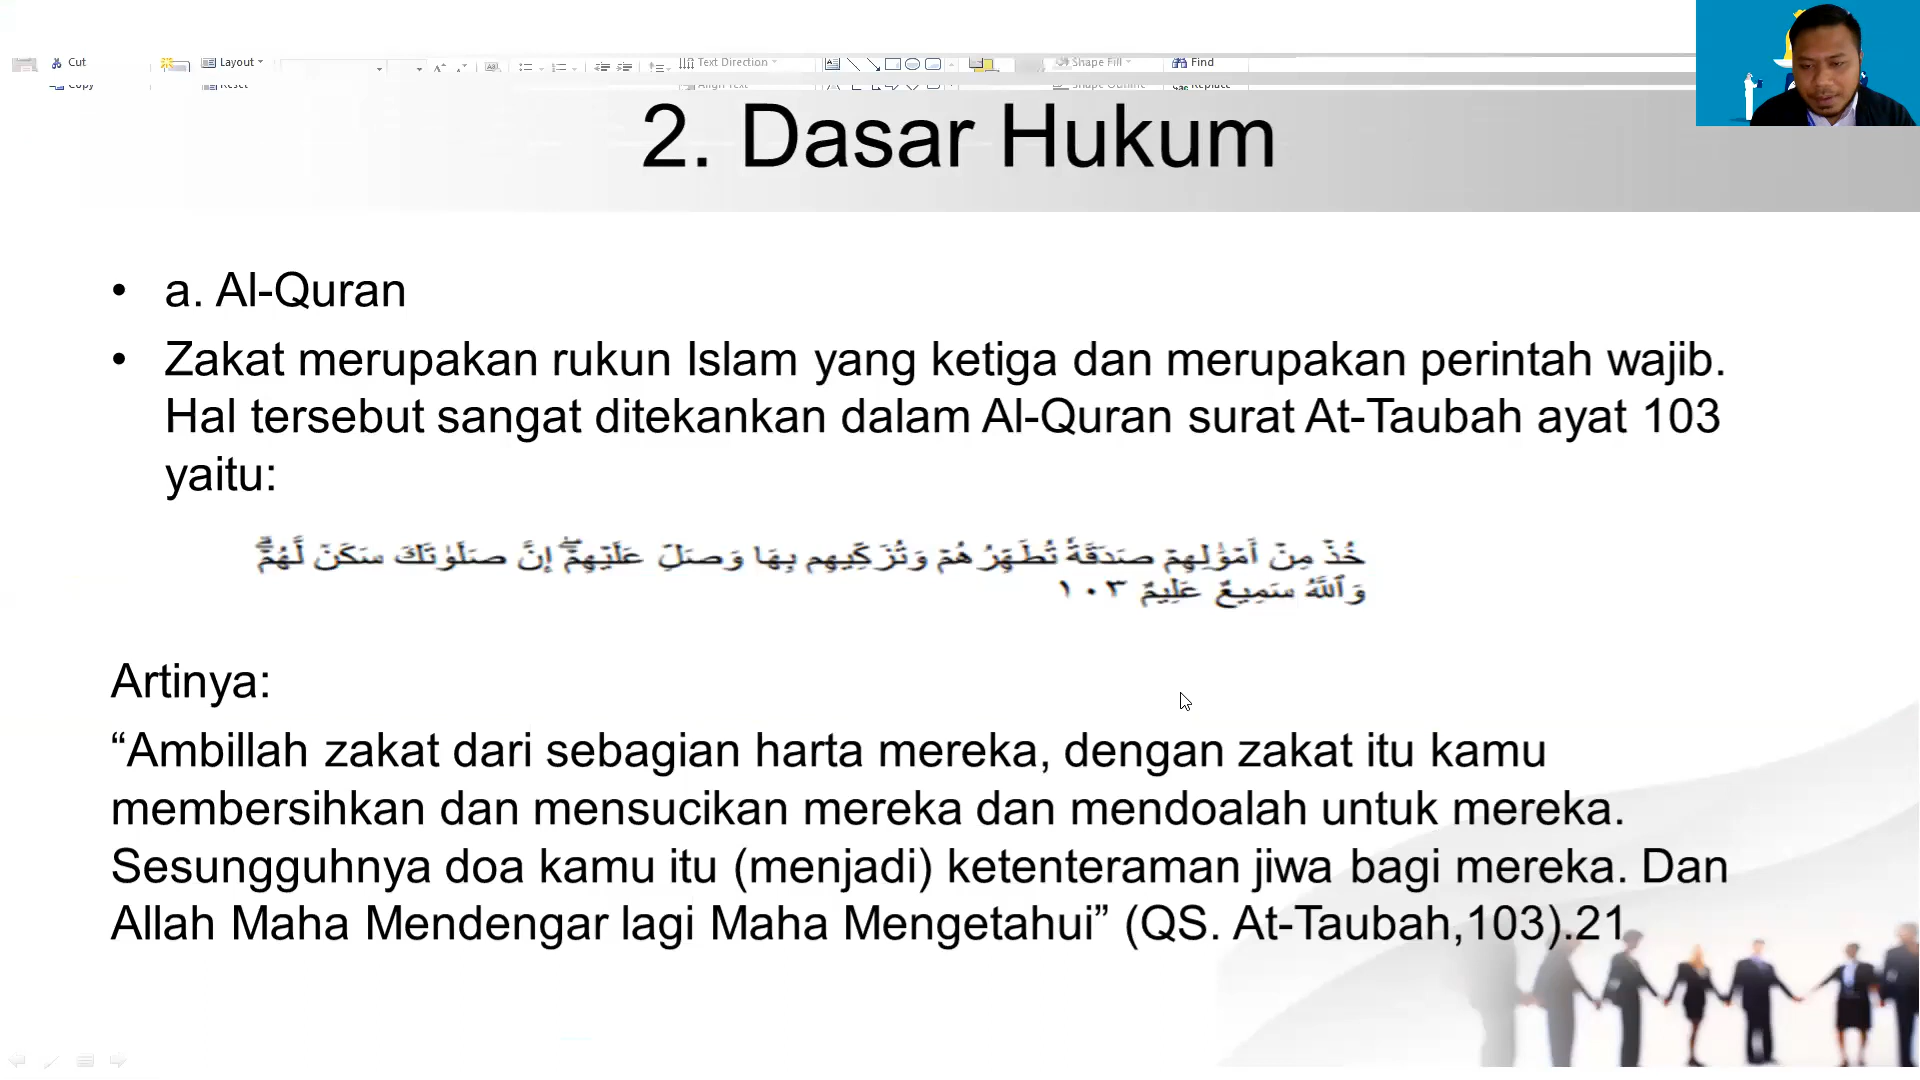 Cut
Layout
Text Direction
Shape Fill
Find
Copy
Reset
Align Text
Shape Outline
Replace
2. Dasar Hukum
• a. Al-Quran
• Zakat merupakan rukun Islam yang ketiga dan merupakan perintah wajib.
Hal tersebut sangat ditekankan dalam Al-Quran surat At-Taubah ayat 103
yaitu:
خُذۡ مِنۡ أَمۡوَٰلِهِمۡ صَدَقَةٗ تُطَهِّرُهُمۡ وَتُزَكِّيهِم بِهَا وَصَلِّ عَلَيۡهِمۡۖ إِنَّ صَلَوٰتَكَ سَكَنٞ لَّهُمۡۗ
وَٱللَّهُ سَمِيعٌ عَلِيمٌ ١٠٣
Artinya:
“Ambillah zakat dari sebagian harta mereka, dengan zakat itu kamu
membersihkan dan mensucikan mereka dan mendoalah untuk mereka.
Sesungguhnya doa kamu itu (menjadi) ketenteraman jiwa bagi mereka. Dan
Allah Maha Mendengar lagi Maha Mengetahui” (QS. At-Taubah,103).21